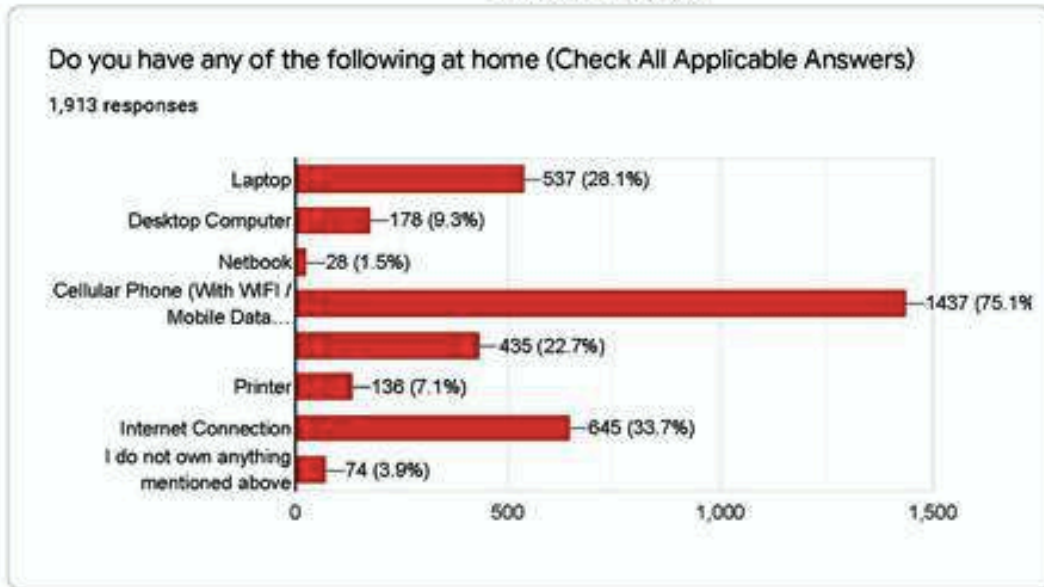 Do you have any of the following at home (Check All Applicable Answers)
1,913 responses
Laptop
537 (28.1%)
Desktop Computer
178 (9.3%)
Netbook
28 (1.5%)
Cellular Phone (With WIFI /
Mobile Data....
1437 (75.1%
435 (22.7%)
Printer
136 (7.1%)
Internet Connection
645 (33.7%)
I do not own anything
mentioned above
74 (3.9%)
0
500
1,000
1,500